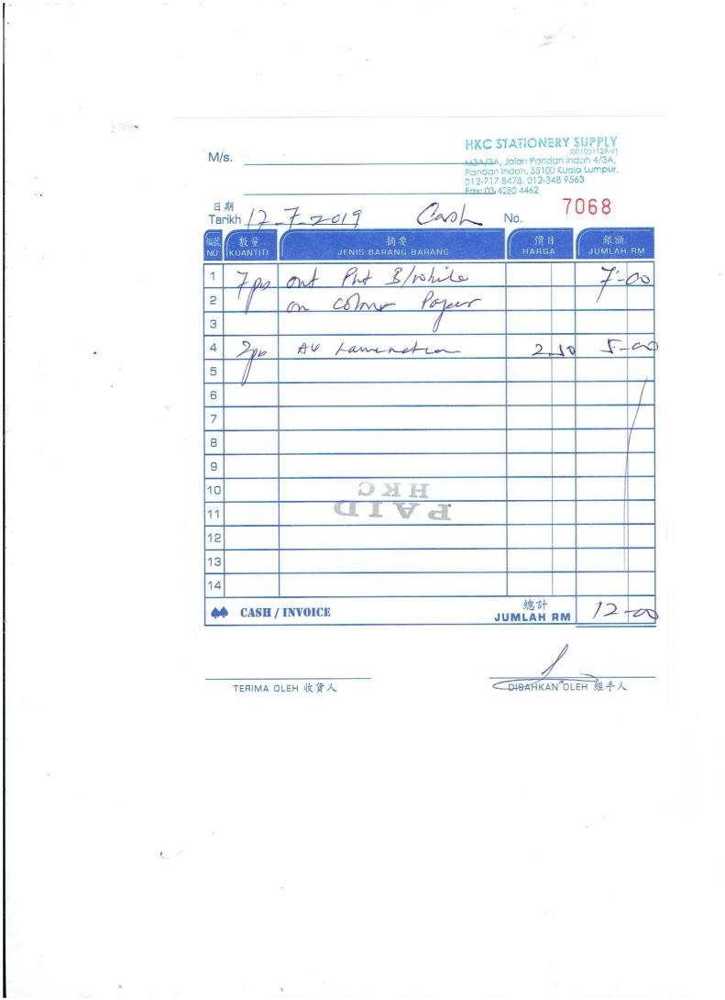 HKC STATIONERY SUPPLY
(001001129-V)
M3A/3A, Jalan Pandan Indah 4/3A,
Pandan Indah, 55100 Kuala Lumpur.
012-717 8478, 012-348 9563
Fax: 03-4280 4462
M/s.
日期
Tarikh 17-7-2019 Cash No. 7068
編號 數量 摘要 價目 銀額
NO KUANTITI JENIS BARANG-BARANG HARGA JUMLAH RM
1 7ps out Pnt B/white 7-00
2 on colour Paper
3
4 2ps A4 Lamination 2.50 5-00
5
6
7
8
9
10 HKC
11 PAID
12
13
14
CASH / INVOICE 總計 JUMLAH RM 12-00
TERIMA OLEH 收貨人 DISAHKAN OLEH 經手人